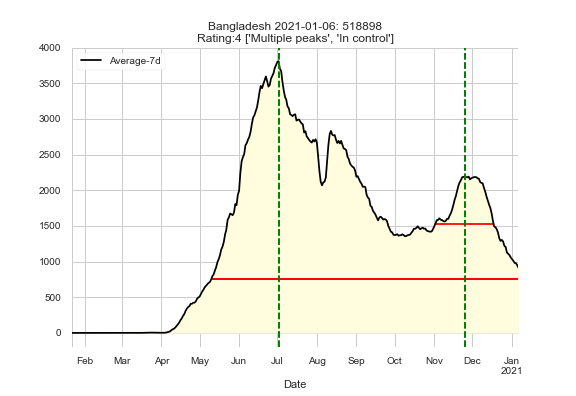 Bangladesh 2021-01-06: 518898
Rating:4 ['Multiple peaks', 'In control']
Average-7d
4000
3500
3000
2500
2000
1500
1000
500
0
Feb Mar Apr May Jun Jul Aug Sep Oct Nov Dec Jan
2021
Date